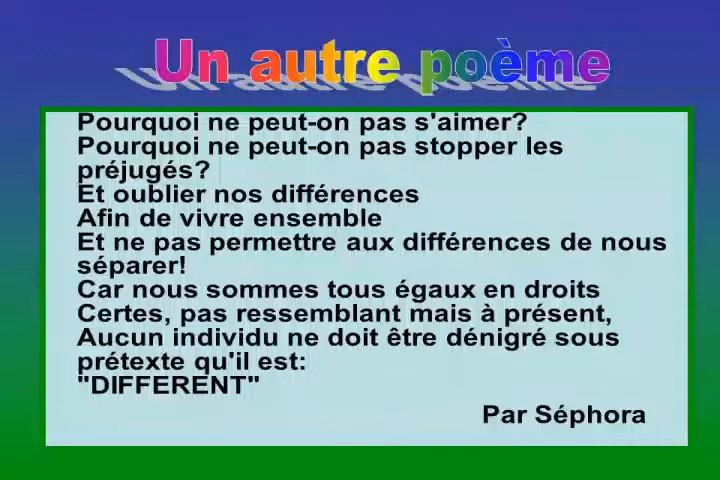 Un autre poème
Pourquoi ne peut-on pas s'aimer?
Pourquoi ne peut-on pas stopper les
préjugés?
Et oublier nos différences
Afin de vivre ensemble
Et ne pas permettre aux différences de nous
séparer!
Car nous sommes tous égaux en droits
Certes, pas ressemblant mais à présent,
Aucun individu ne doit être dénigré sous
prétexte qu'il est:
"DIFFERENT"
Par Séphora